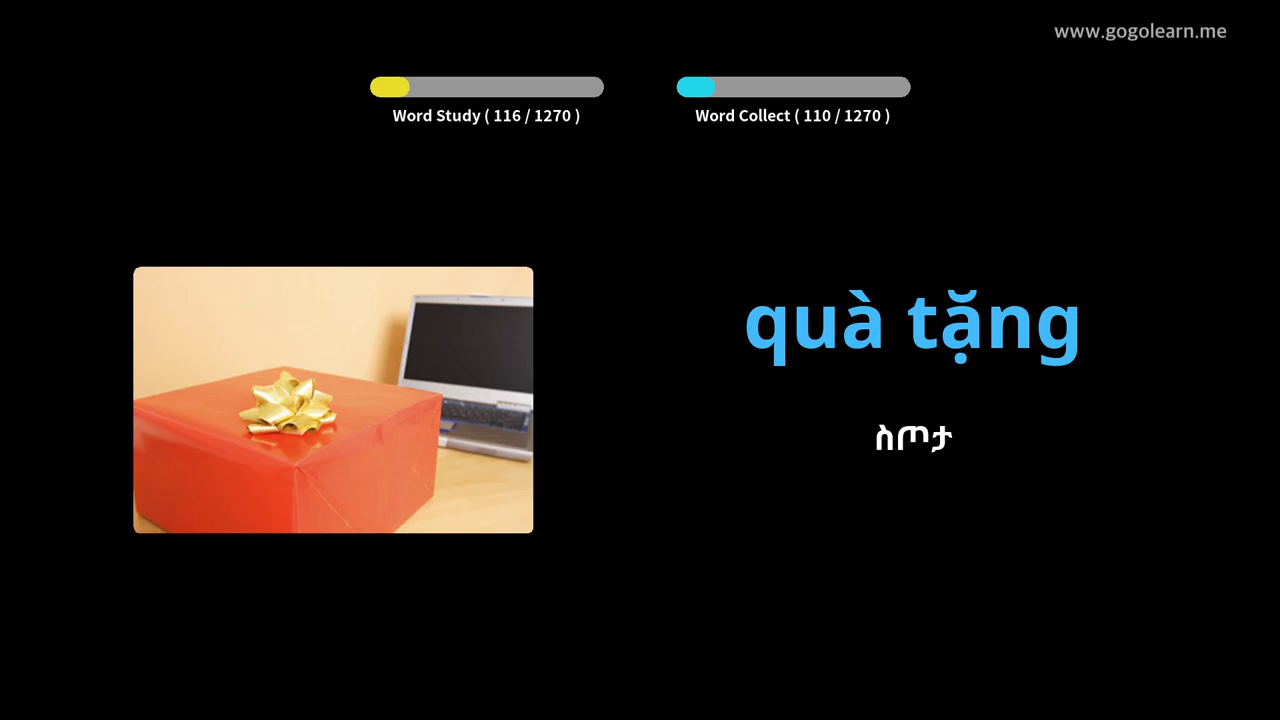 www.gogolearn.me
Word Study ( 116 / 1270 )
Word Collect ( 110 / 1270 )
quà tặng
ስጦታ